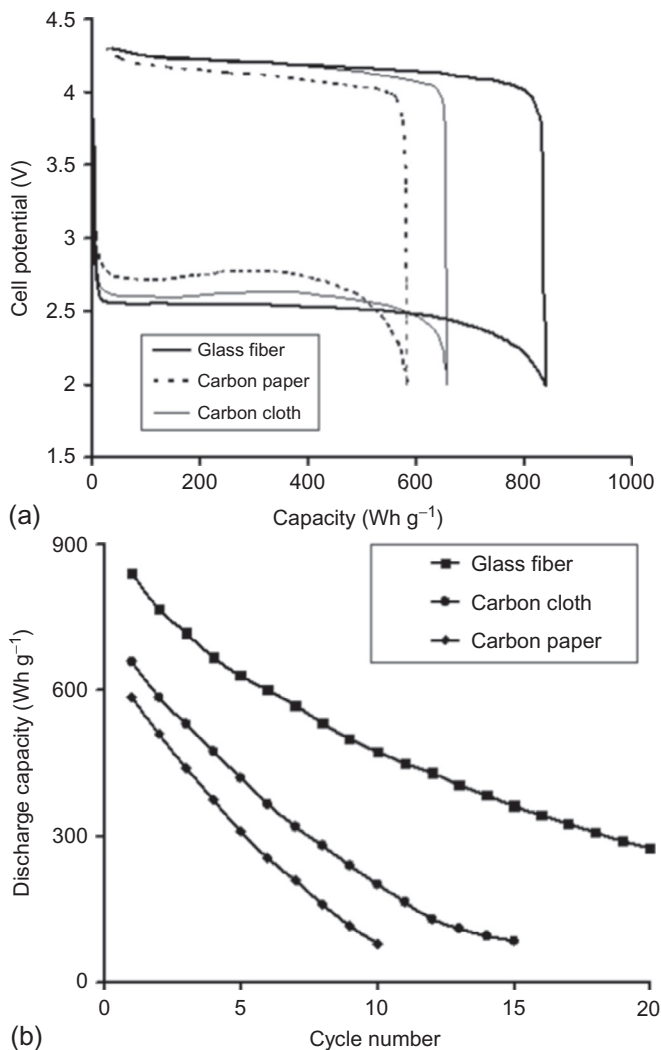 4.5
4
3.5
3
2.5
2
1.5
Cell potential (V)
Glass fiber
Carbon paper
Carbon cloth
0 200 400 600 800 1000
(a)
Capacity (Wh g⁻¹)
900
600
300
0
Discharge capacity (Wh g⁻¹)
Glass fiber
Carbon cloth
Carbon paper
0 5 10 15 20
(b)
Cycle number